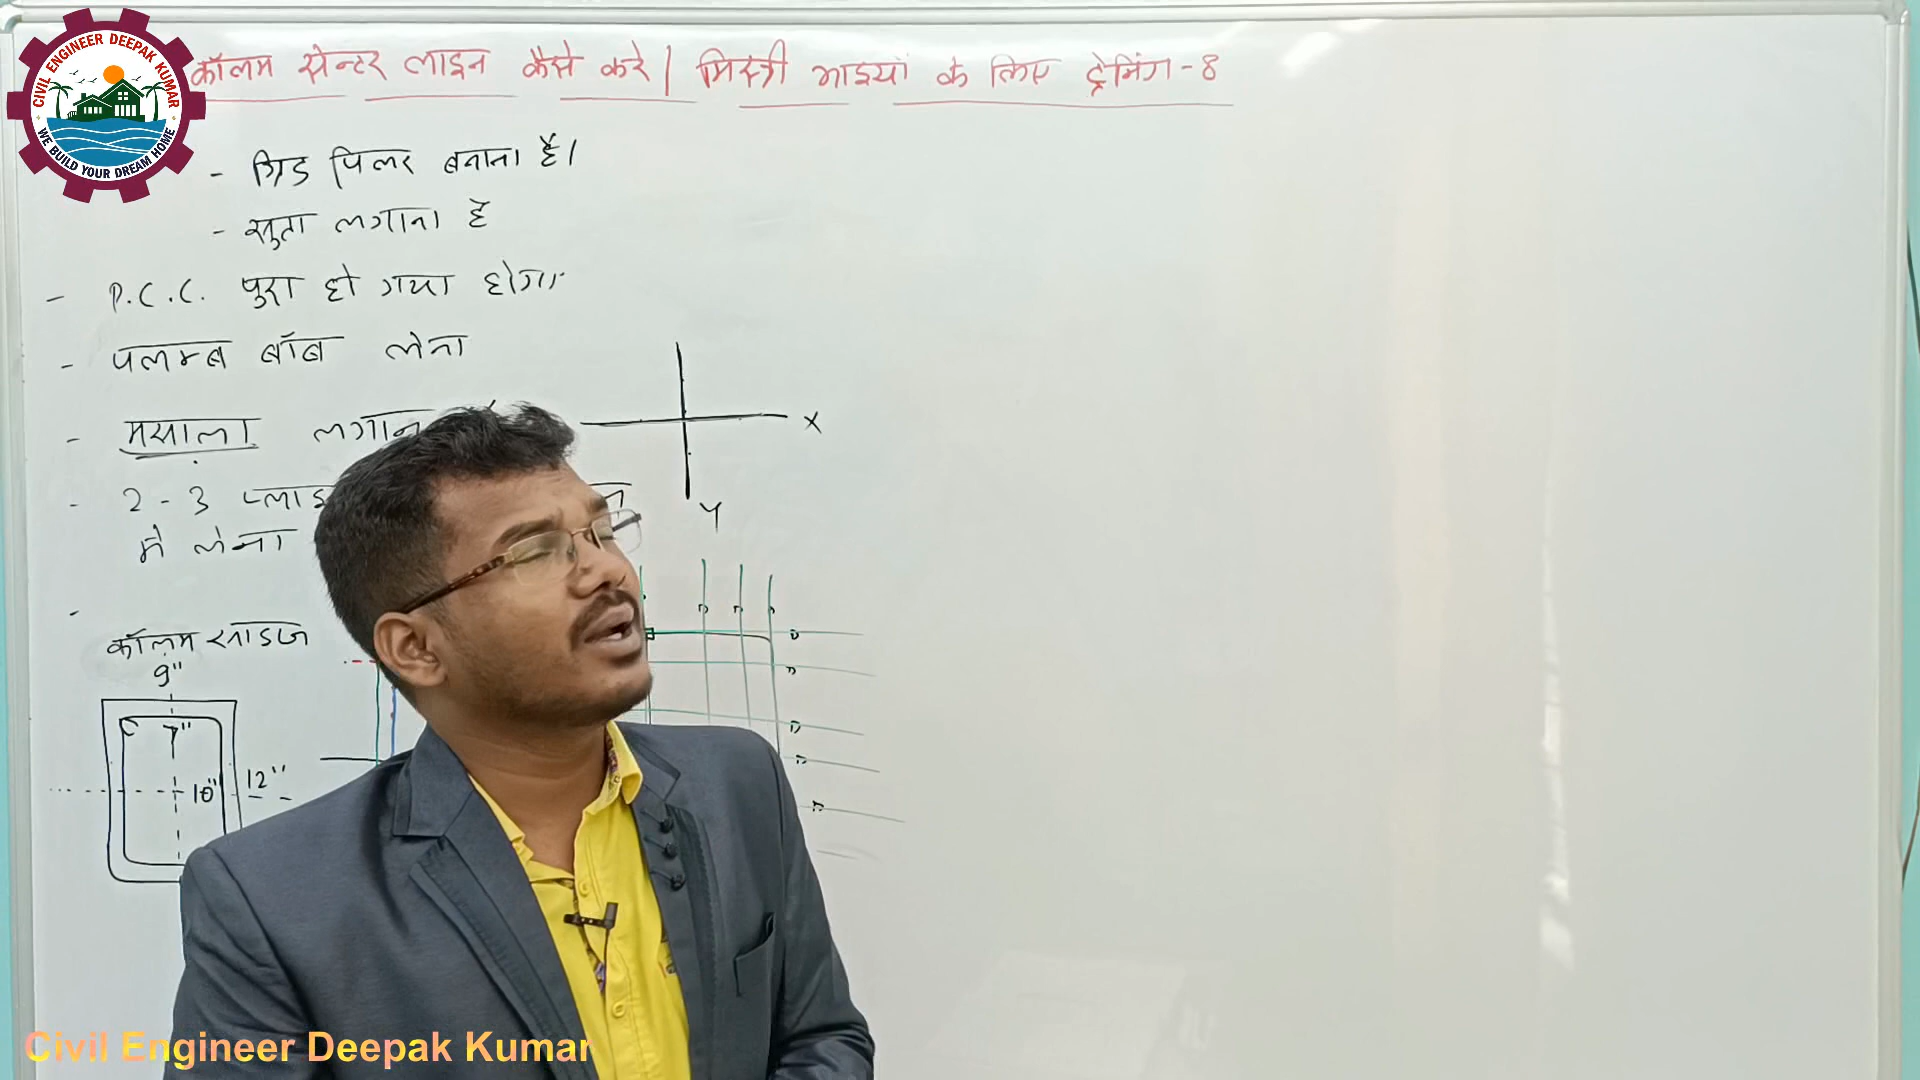 CIVIL ENGINEER DEEPAK KUMAR
WE BUILD YOUR DREAM HOME
कॉलम सेन्टर लाइन कैसे करे | मिस्त्री भाइयों के लिए ट्रेनिंग - 8
- ग्रिड पिलर बनाना है।
- सुता लगाना है
- P.C.C. पुरा हो गया होगा
- पलम्ब बॉब लेना
- मसाला लगाना
- 2 - 3 प्लाइ
में लेना
-
X
Y
कॉलम साइज
9"
7"
10"
12"
Civil Engineer Deepak Kumar